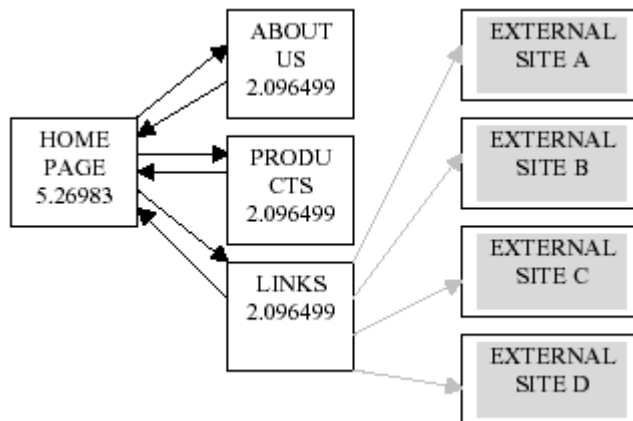 HOME
PAGE
5.26983
ABOUT
US
2.096499
PRODU
CTS
2.096499
LINKS
2.096499
EXTERNAL
SITE A
EXTERNAL
SITE B
EXTERNAL
SITE C
EXTERNAL
SITE D